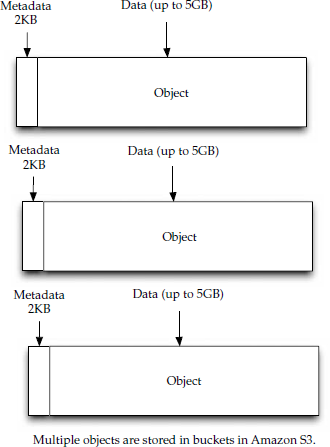 Metadata
2KB
Data (up to 5GB)
Object
Metadata
2KB
Data (up to 5GB)
Object
Metadata
2KB
Data (up to 5GB)
Object
Multiple objects are stored in buckets in Amazon S3.